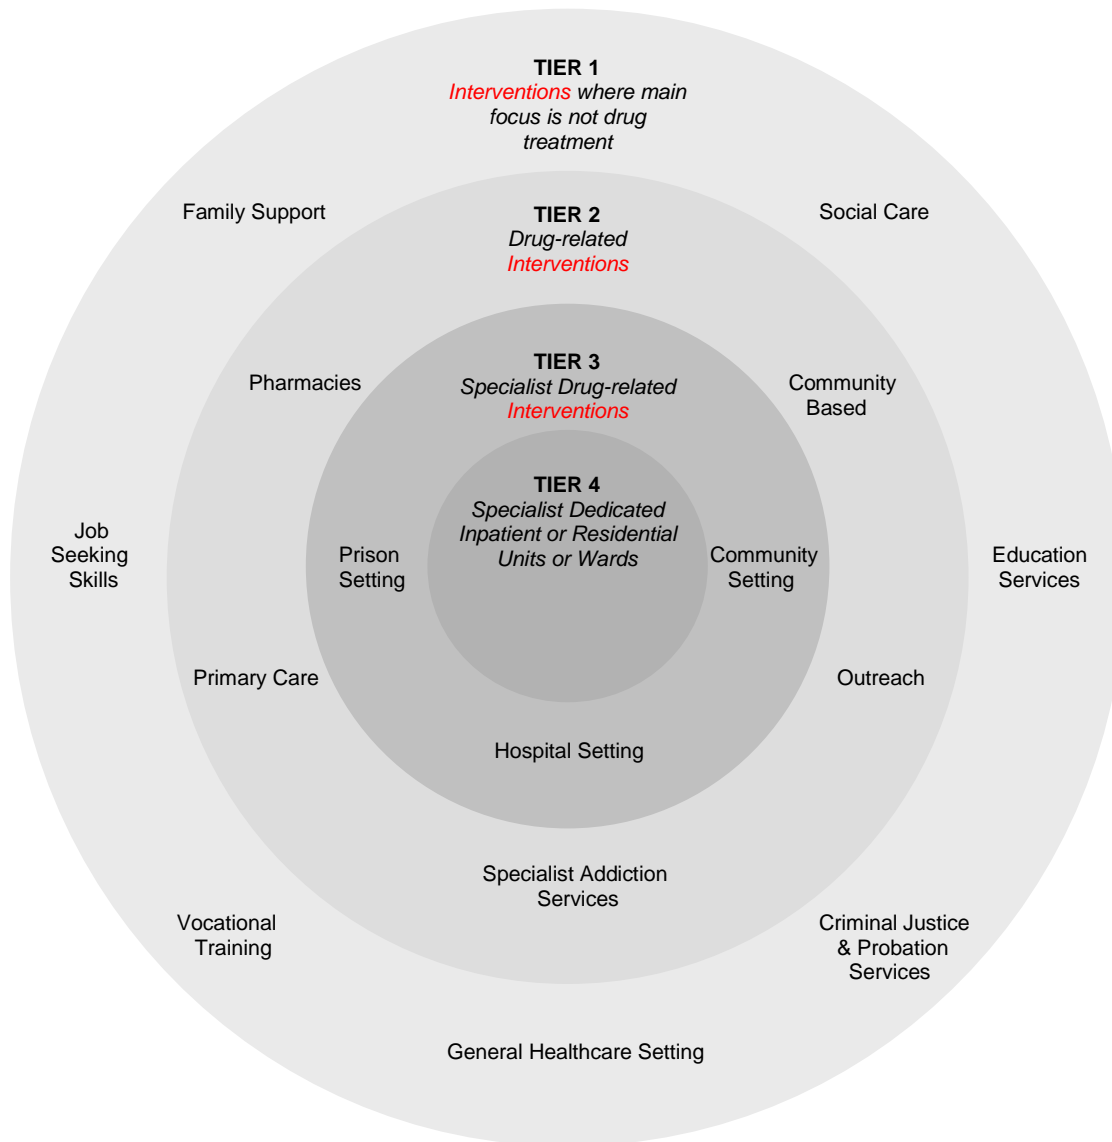 TIER 1
Interventions where main
focus is not drug
treatment
Family Support
Social Care
TIER 2
Drug-related
Interventions
TIER 3
Specialist Drug-related
Interventions
Pharmacies
Community
Based
TIER 4
Specialist Dedicated
Inpatient or Residential
Units or Wards
Job
Seeking
Skills
Prison
Setting
Community
Setting
Education
Services
Primary Care
Outreach
Hospital Setting
Specialist Addiction
Services
Vocational
Training
Criminal Justice
& Probation
Services
General Healthcare Setting